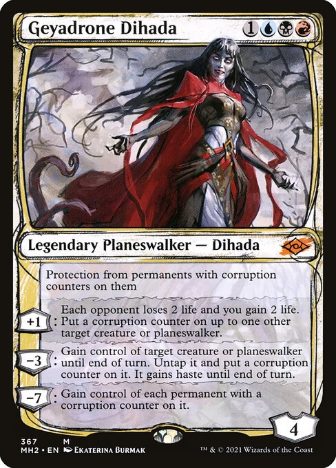 Geyadrone Dihada 1
Legendary Planeswalker — Dihada
Protection from permanents with corruption
counters on them
+1: Each opponent loses 2 life and you gain 2 life.
Put a corruption counter on up to one other
target creature or planeswalker.
-3: Gain control of target creature or planeswalker
until end of turn. Untap it and put a corruption
counter on it. It gains haste until end of turn.
-7: Gain control of each permanent with a
corruption counter on it.
4
367 M
MH2 • EN Ekaterina Burmak ™ & © 2021 Wizards of the Coast